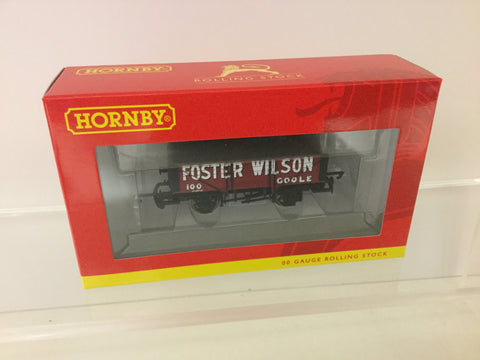 HORNBY®
ROLLING STOCK
HORNBY®
FOSTER WILSON
100 GOOLE
00 GAUGE ROLLING STOCK